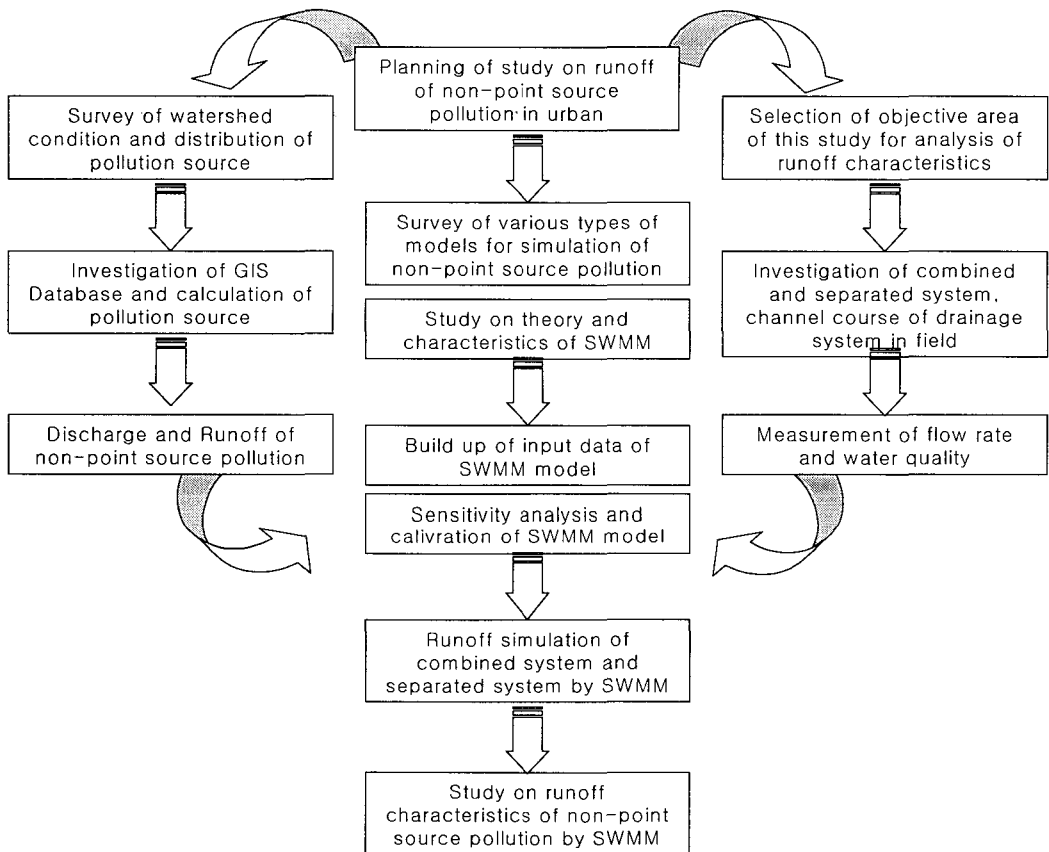 Planning of study on runoff
of non-point source
pollution in urban
Survey of watershed
condition and distribution of
pollution source
Selection of objective area
of this study for analysis of
runoff characteristics
Survey of various types of
models for simulation of
non-point source pollution
Investigation of GIS
Database and calculation of
pollution source
Investigation of combined
and separated system,
channel course of drainage
system in field
Study on theory and
characteristics of SWMM
Discharge and Runoff of
non-point source pollution
Build up of input data of
SWMM model
Measurement of flow rate
and water quality
Sensitivity analysis and
calivration of SWMM model
Runoff simulation of
combined system and
separated system by SWMM
Study on runoff
characteristics of non-point
source pollution by SWMM